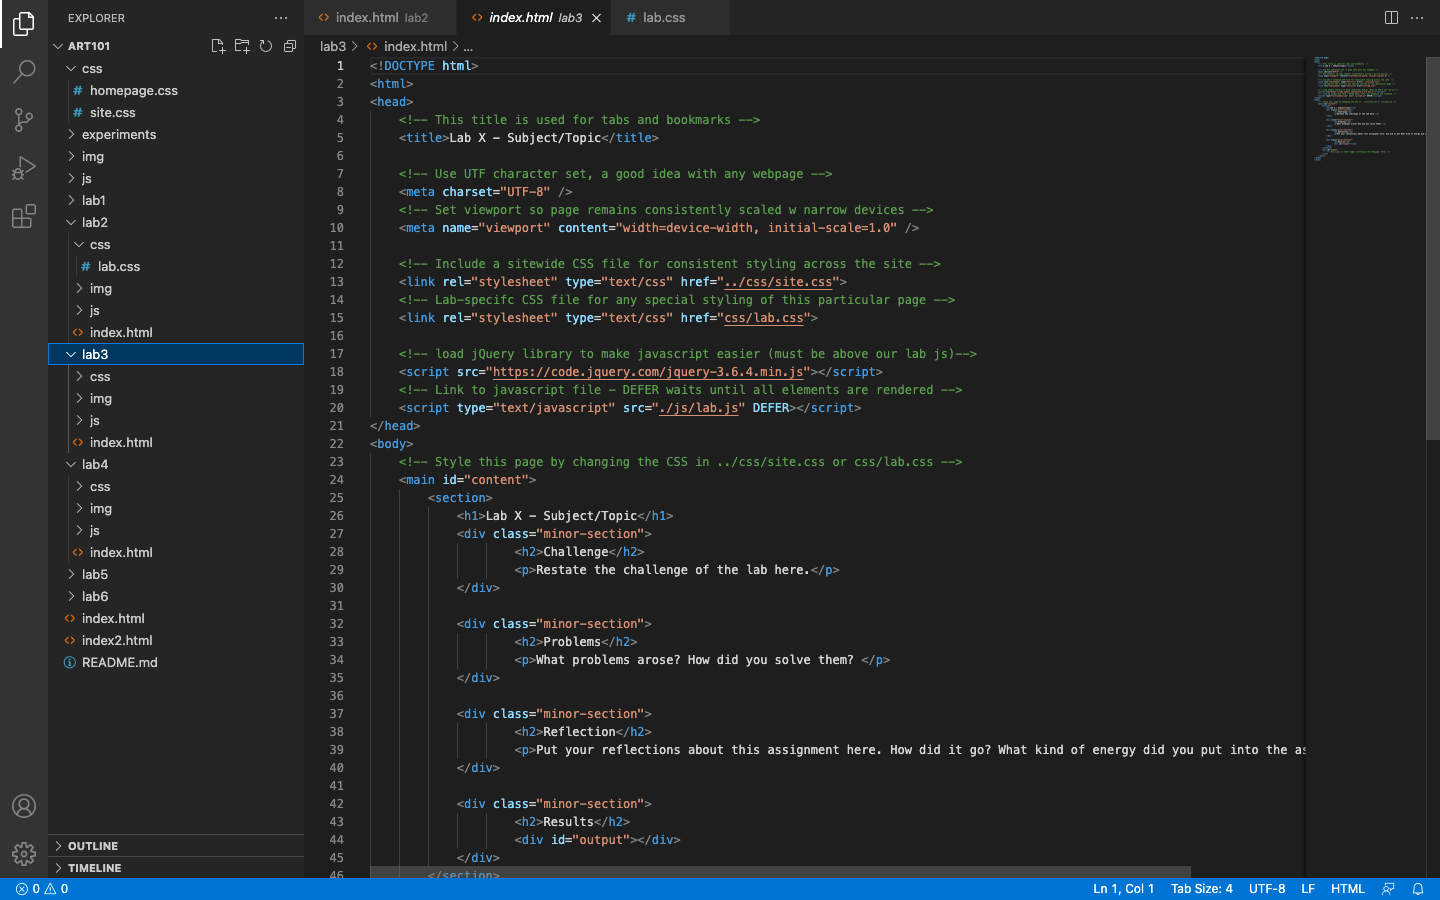 EXPLORER
ART101
css
homepage.css
site.css
experiments
img
js
lab1
lab2
css
lab.css
img
js
index.html
lab3
css
img
js
index.html
lab4
css
img
js
index.html
lab5
lab6
index.html
index2.html
README.md
OUTLINE
TIMELINE
index.html lab2
index.html lab3
lab.css
lab3 > index.html > ...
1 <!DOCTYPE html>
2 <html>
3 <head>
4 <!-- This title is used for tabs and bookmarks -->
5 <title>Lab X - Subject/Topic</title>
6
7 <!-- Use UTF character set, a good idea with any webpage -->
8 <meta charset="UTF-8" />
9 <!-- Set viewport so page remains consistently scaled w narrow devices -->
10 <meta name="viewport" content="width=device-width, initial-scale=1.0" />
11
12 <!-- Include a sitewide CSS file for consistent styling across the site -->
13 <link rel="stylesheet" type="text/css" href="../css/site.css">
14 <!-- Lab-specifc CSS file for any special styling of this particular page -->
15 <link rel="stylesheet" type="text/css" href="css/lab.css">
16
17 <!-- load jQuery library to make javascript easier (must be above our lab js)-->
18 <script src="https://code.jquery.com/jquery-3.6.4.min.js"></script>
19 <!-- Link to javascript file - DEFER waits until all elements are rendered -->
20 <script type="text/javascript" src="./js/lab.js" DEFER></script>
21 </head>
22 <body>
23 <!-- Style this page by changing the CSS in ../css/site.css or css/lab.css -->
24 <main id="content">
25 <section>
26 <h1>Lab X - Subject/Topic</h1>
27 <div class="minor-section">
28 <h2>Challenge</h2>
29 <p>Restate the challenge of the lab here.</p>
30 </div>
31
32 <div class="minor-section">
33 <h2>Problems</h2>
34 <p>What problems arose? How did you solve them? </p>
35 </div>
36
37 <div class="minor-section">
38 <h2>Reflection</h2>
39 <p>Put your reflections about this assignment here. How did it go? What kind of energy did you put into the as
40 </div>
41
42 <div class="minor-section">
43 <h2>Results</h2>
44 <div id="output"></div>
45 </div>
46 </section>
0 0
Ln 1, Col 1 Tab Size: 4 UTF-8 LF HTML